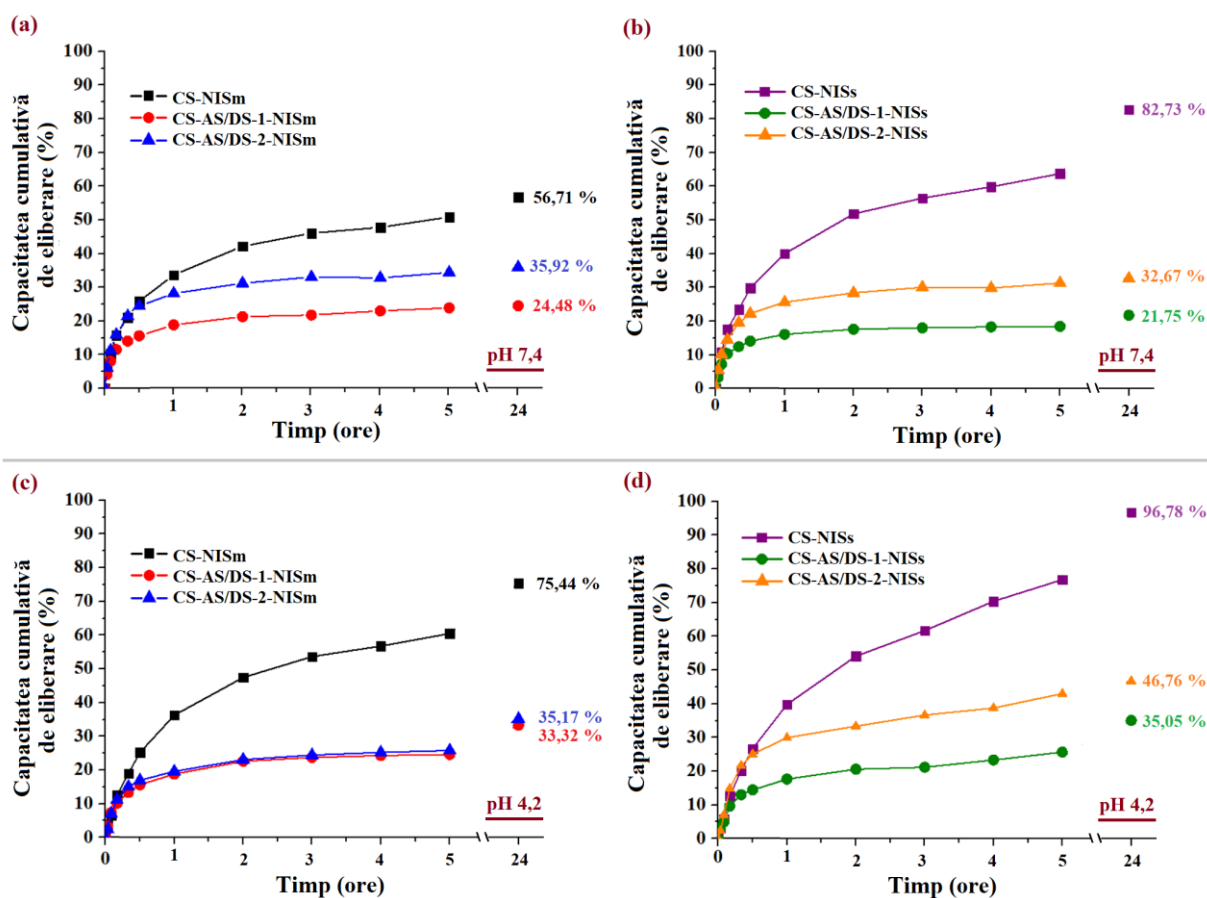 (a)
Capacitatea cumulativă
de eliberare (%)
100
90
80
70
60
50
40
30
20
10
0
CS-NISm
CS-AS/DS-1-NISm
CS-AS/DS-2-NISm
56,71 %
35,92 %
24,48 %
pH 7,4
0 1 2 3 4 5 24
Timp (ore)
(b)
Capacitatea cumulativă
de eliberare (%)
100
90
80
70
60
50
40
30
20
10
0
CS-NISs
CS-AS/DS-1-NISs
CS-AS/DS-2-NISs
82,73 %
32,67 %
21,75 %
pH 7,4
0 1 2 3 4 5 24
Timp (ore)
(c)
Capacitatea cumulativă
de eliberare (%)
100
90
80
70
60
50
40
30
20
10
0
CS-NISm
CS-AS/DS-1-NISm
CS-AS/DS-2-NISm
75,44 %
35,17 %
33,32 %
pH 4,2
0 1 2 3 4 5 24
Timp (ore)
(d)
Capacitatea cumulativă
de eliberare (%)
100
90
80
70
60
50
40
30
20
10
0
CS-NISs
CS-AS/DS-1-NISs
CS-AS/DS-2-NISs
96,78 %
46,76 %
35,05 %
pH 4,2
0 1 2 3 4 5 24
Timp (ore)